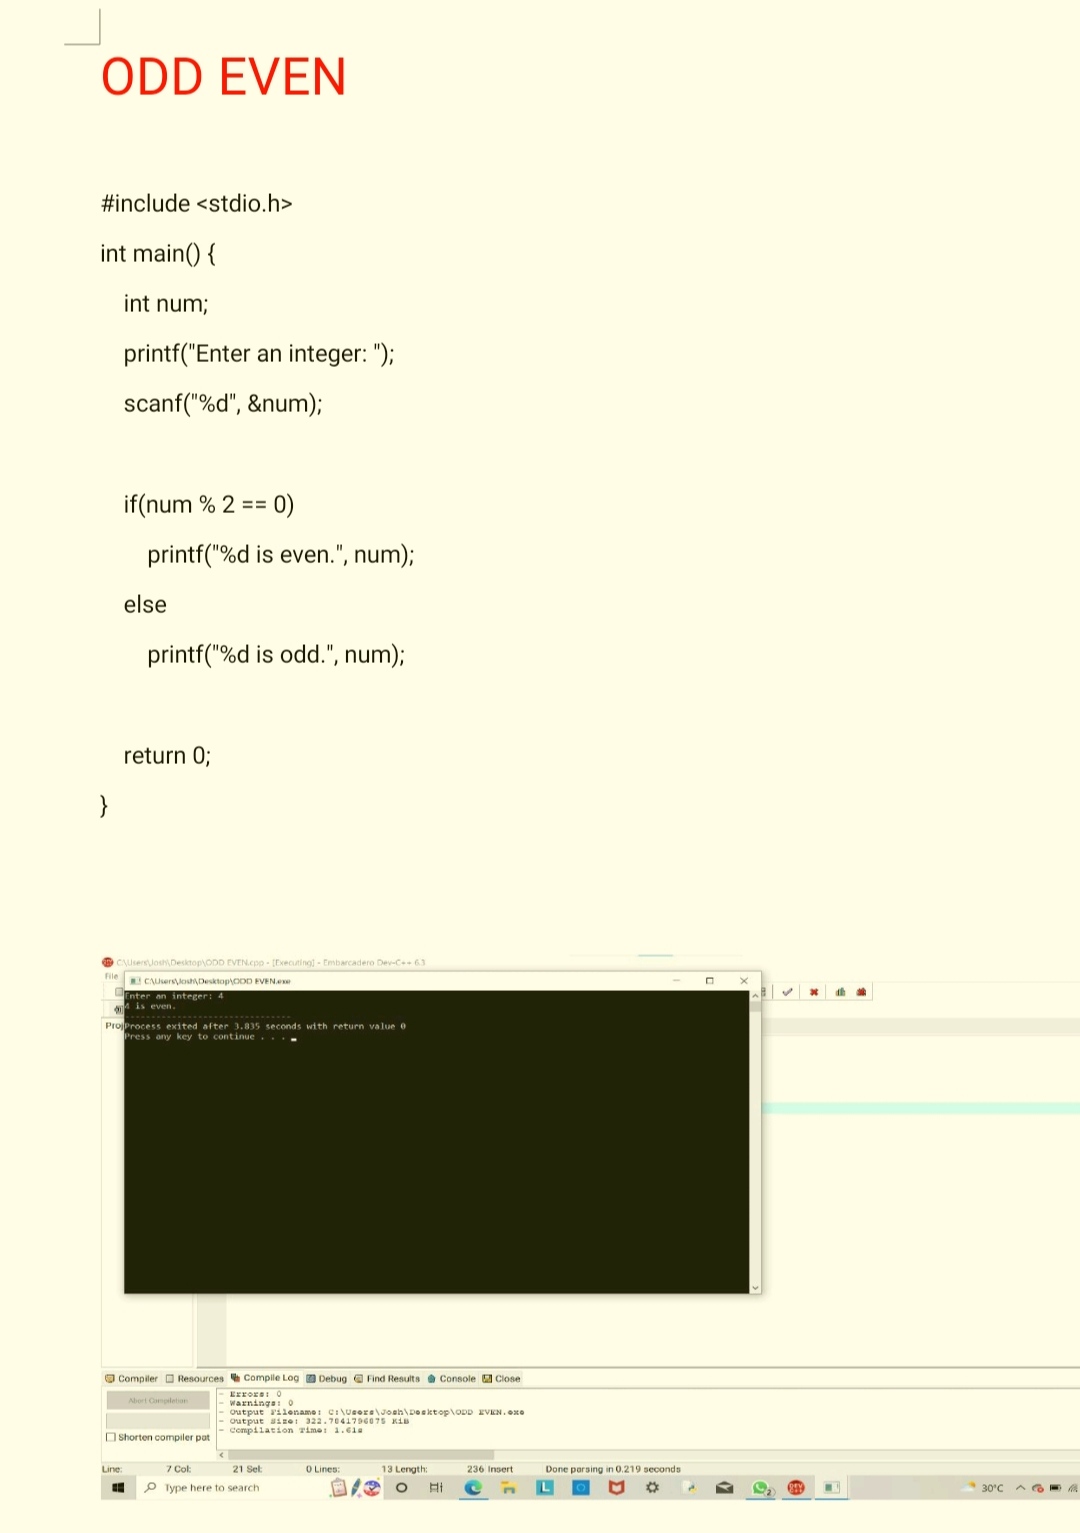 ODD EVEN
#include <stdio.h>
int main() {
int num;
printf("Enter an integer: ");
scanf("%d", &num);
if(num % 2 == 0)
printf("%d is even.", num);
else
printf("%d is odd.", num);
return 0;
}
C:\Users\Josh\Desktop\ODD EVEN.cpp - [Executing] - Embarcadero Dev-C++ 6.3
File
C:\Users\Josh\Desktop\ODD EVEN.exe
Enter an integer: 4
4 is even.
--------------------------------
Process exited after 3.835 seconds with return value 0
Press any key to continue . . .
Proj
Compiler Resources Compile Log Debug Find Results Console Close
Abort Compilation
Shorten compiler pat
- Errors: 0
- Warnings: 0
- Output Filename: C:\Users\Josh\Desktop\ODD EVEN.exe
- Output Size: 322.7041796875 KiB
- Compilation Time: 1.61s
Line: 7 Col: 21 Sel: 0 Lines: 13 Length: 236 Insert Done parsing in 0.219 seconds
Type here to search
30°C